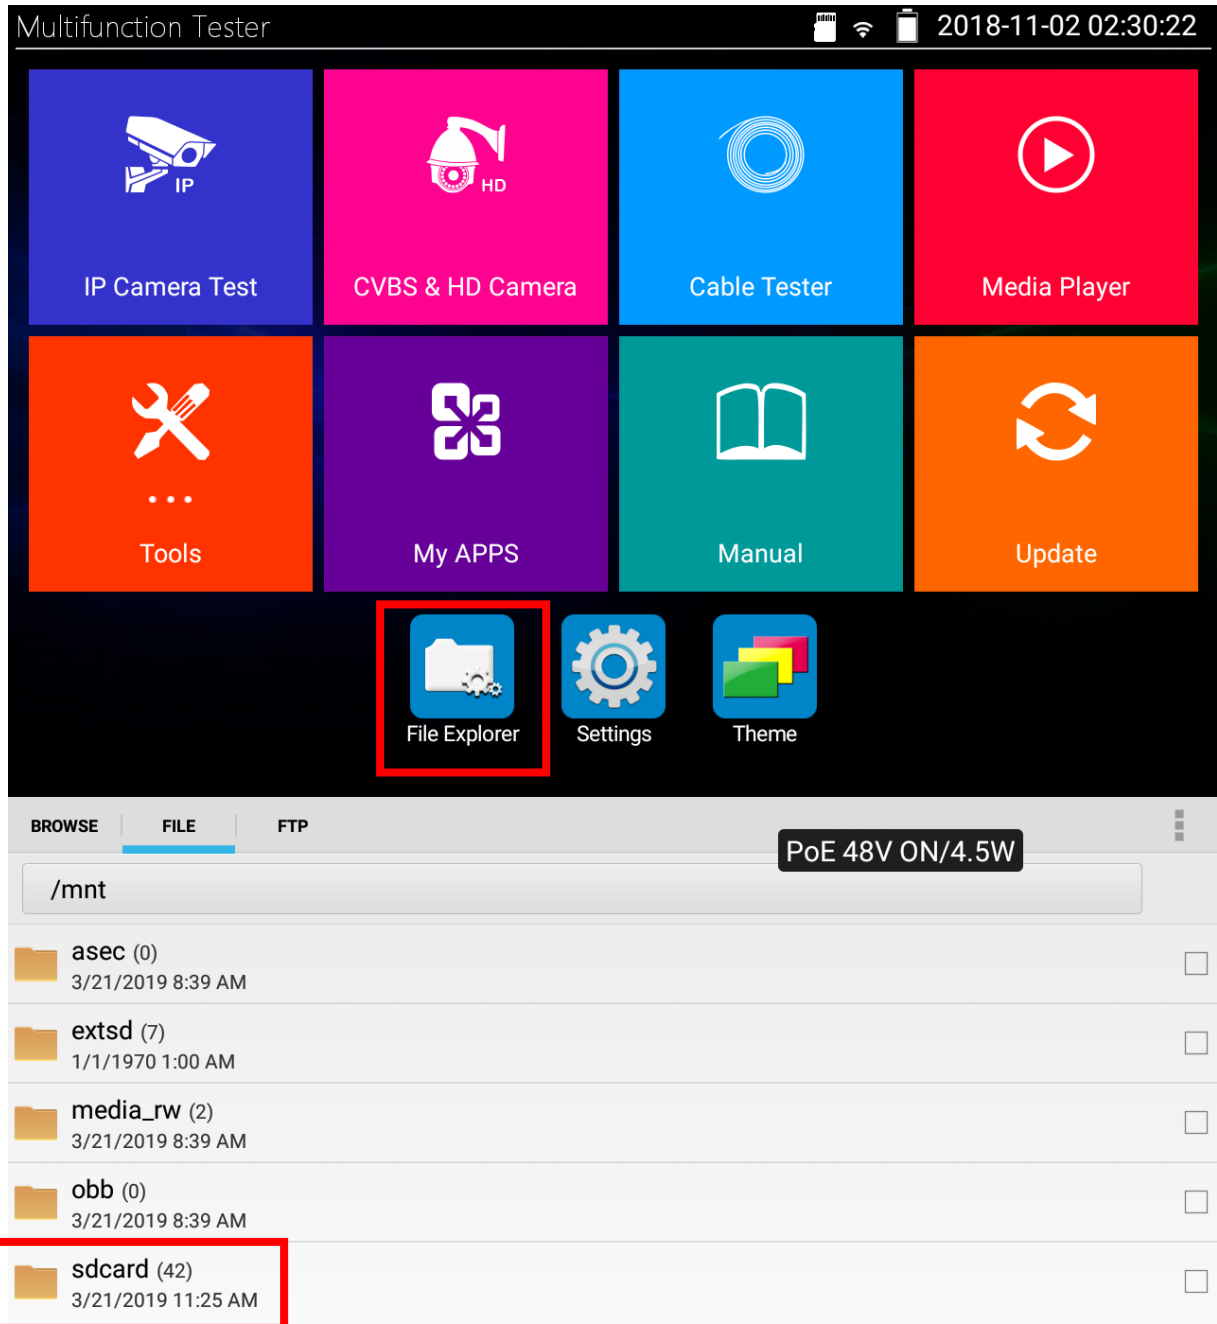 Multifunction Tester
2018-11-02 02:30:22
IP
HD
IP Camera Test
CVBS & HD Camera
Cable Tester
Media Player
Tools
My APPS
Manual
Update
File Explorer
Settings
Theme
BROWSE
FILE
FTP
PoE 48V ON/4.5W
/mnt
asec (0)
3/21/2019 8:39 AM
extsd (7)
1/1/1970 1:00 AM
media_rw (2)
3/21/2019 8:39 AM
obb (0)
3/21/2019 8:39 AM
sdcard (42)
3/21/2019 11:25 AM